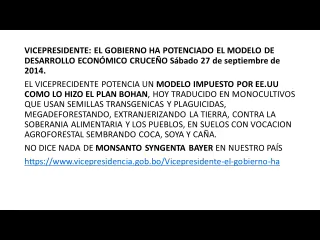 VICEPRESIDENTE: EL GOBIERNO HA POTENCIADO EL MODELO DE
DESARROLLO ECONÓMICO CRUCEÑO Sábado 27 de septiembre de
2014.
EL VICEPRECIDENTE POTENCIA UN MODELO IMPUESTO POR EE.UU
COMO LO HIZO EL PLAN BOHAN, HOY TRADUCIDO EN MONOCULTIVOS
QUE USAN SEMILLAS TRANSGENICAS Y PLAGUICIDAS,
MEGADEFORESTANDO, EXTRANJERIZANDO LA TIERRA, CONTRA LA
SOBERANIA ALIMENTARIA Y LOS PUEBLOS, EN SUELOS CON VOCACION
AGROFORESTAL SEMBRANDO COCA, SOYA Y CAÑA.
NO DICE NADA DE MONSANTO SYNGENTA BAYER EN NUESTRO PAÍS
https://www.vicepresidencia.gob.bo/Vicepresidente-el-gobierno-ha